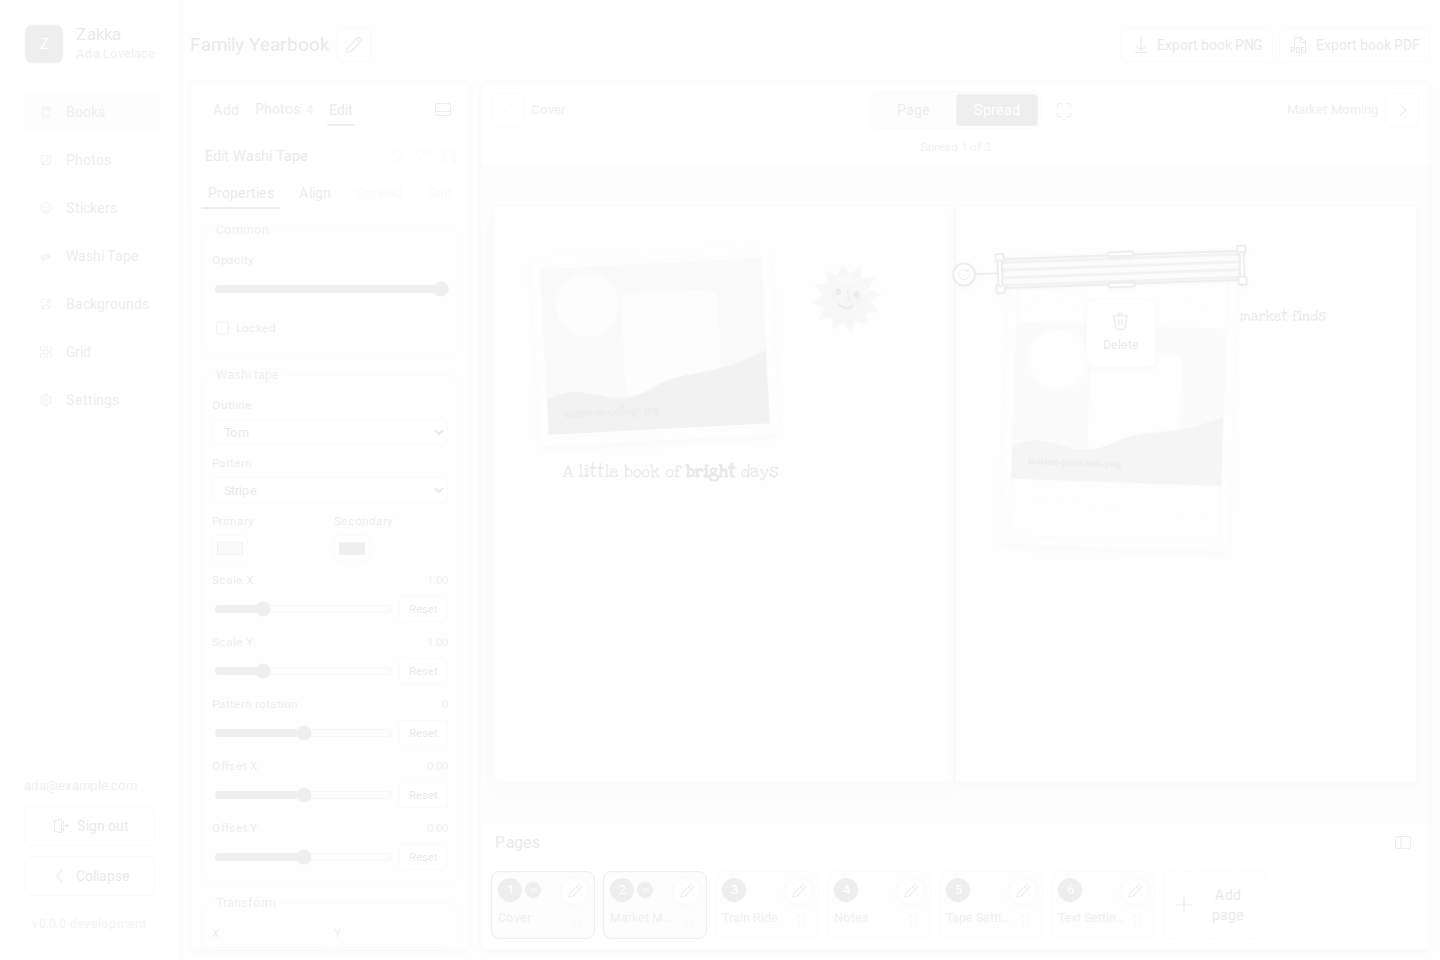 Zakka
Ada Lovelace
Z
Books
Photos
Stickers
Washi Tape
Backgrounds
Grid
Settings
ada@example.com
Sign out
Collapse
v0.0.0-development
Family Yearbook
Export book PNG
Export book PDF
Add
Photos 4
Edit
Edit Washi Tape
Properties
Align
Spread
Grid
Common
Opacity
Locked
Washi tape
Outline
Torn
Pattern
Stripe
Primary
Secondary
Scale X 1.00
Reset
Scale Y 1.00
Reset
Pattern rotation 0
Reset
Offset X 0.00
Reset
Offset Y 0.00
Reset
Transform
X
Y
Cover
Page
Spread
Market Morning
Spread 1 of 3
A little book of bright days
Delete
market finds
Pages
1
Cover
2
Market M...
3
Train Ride
4
Notes
5
Tape Setti...
6
Text Settin...
Add
page